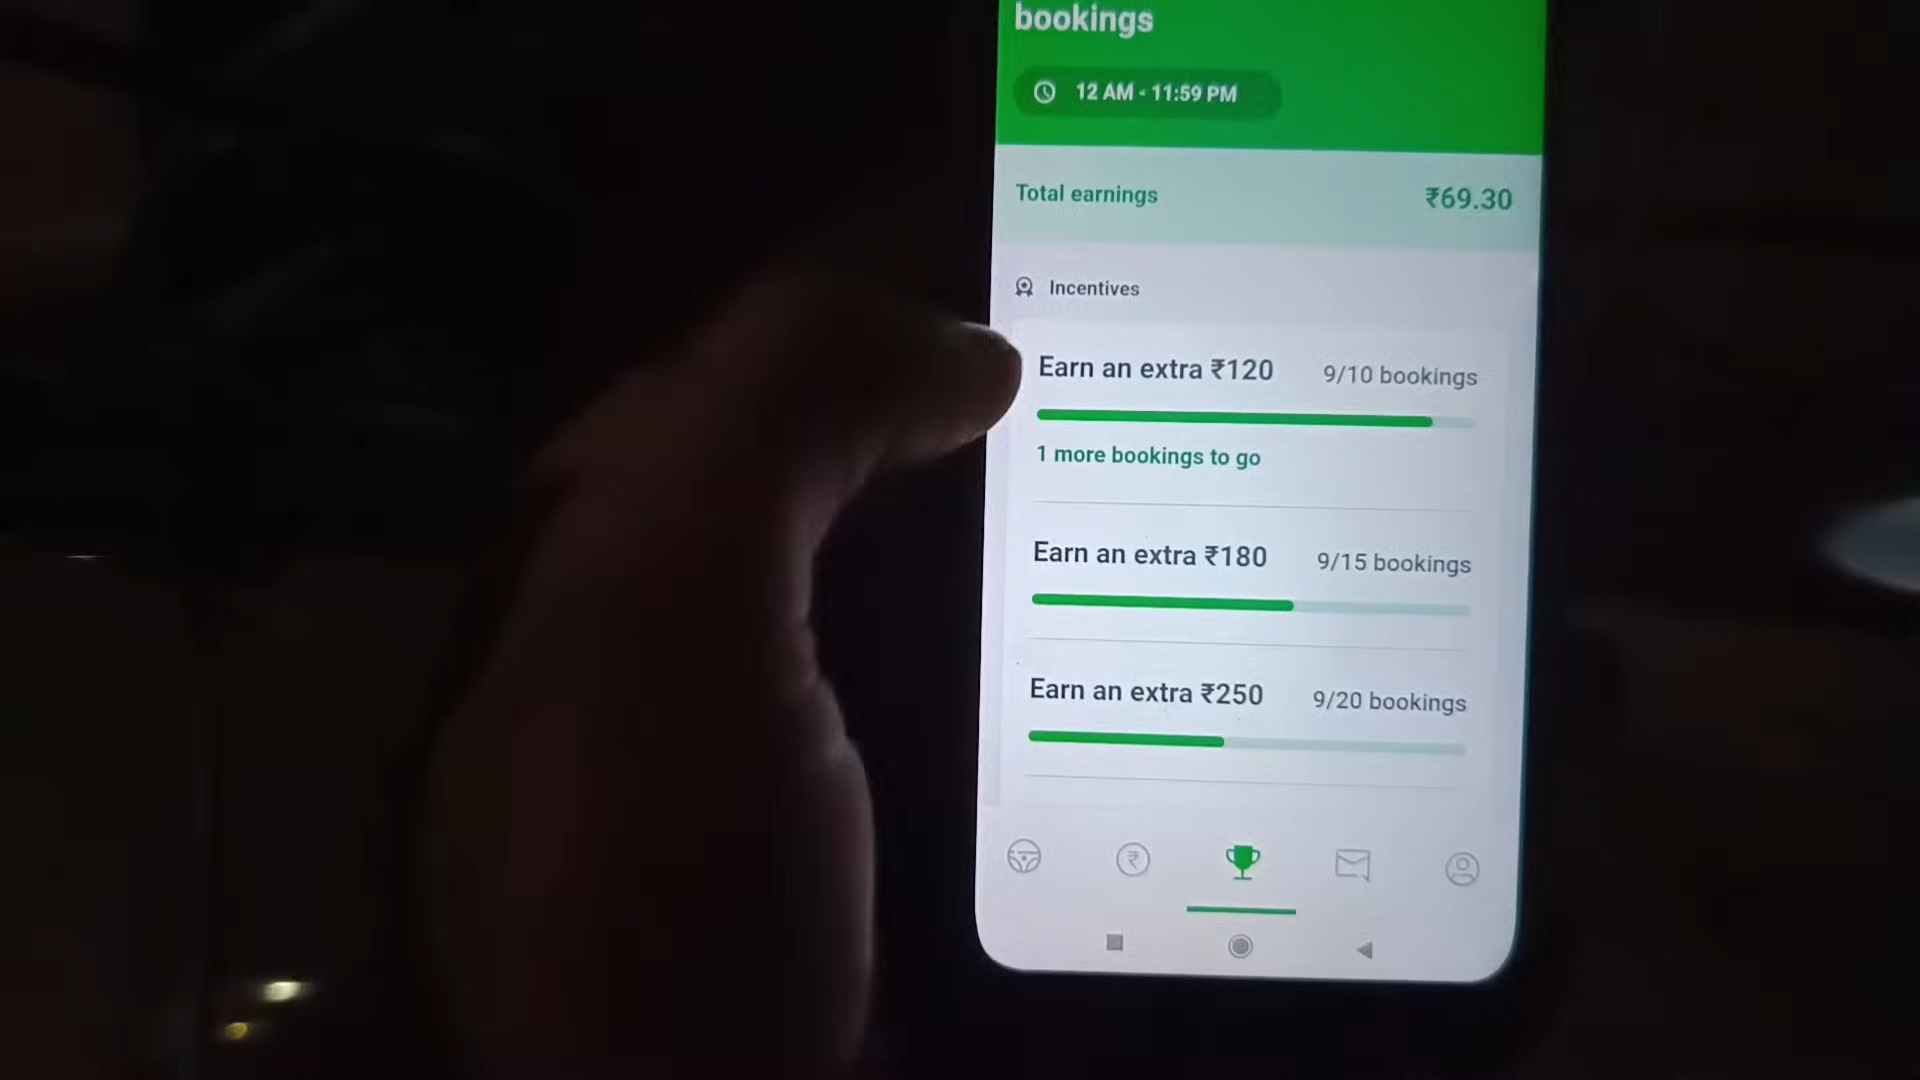 bookings
12 AM - 11:59 PM
Total earnings ₹69.30
Incentives
Earn an extra ₹120 9/10 bookings
1 more bookings to go
Earn an extra ₹180 9/15 bookings
Earn an extra ₹250 9/20 bookings